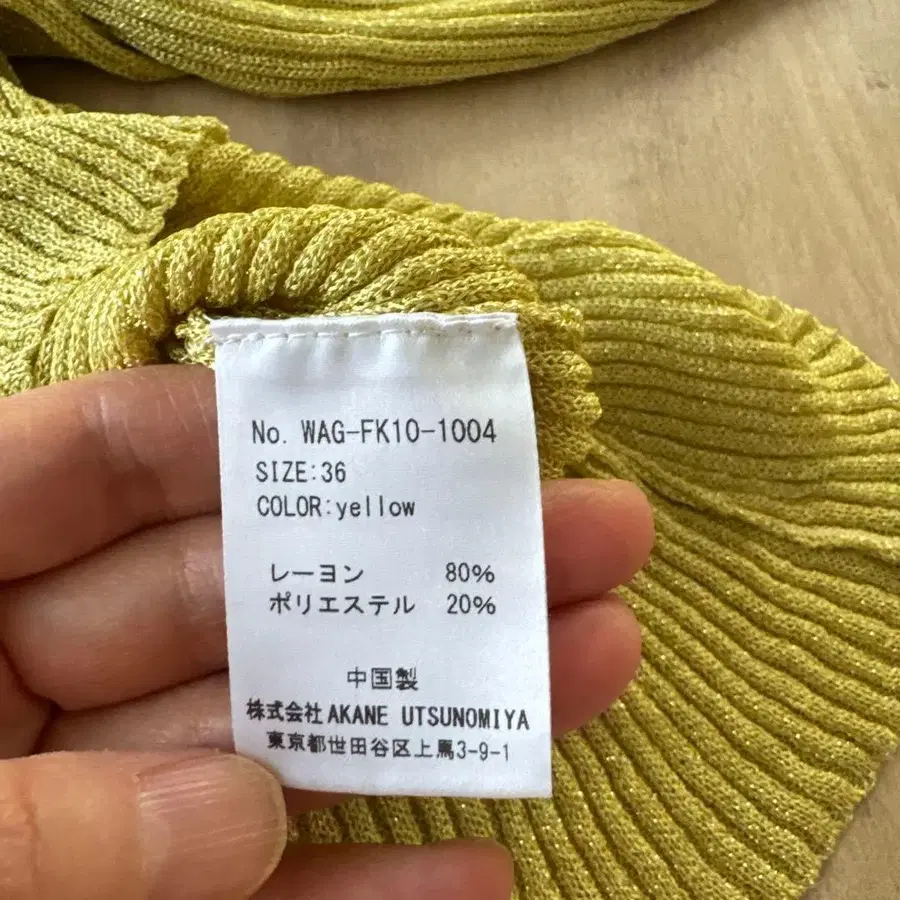 No. WAG-FK10-1004
SIZE:36
COLOR:yellow
レーヨン 80%
ポリエステル 20%
中国製
株式会社AKANE UTSUNOMIYA
東京都世田谷区上馬3-9-1